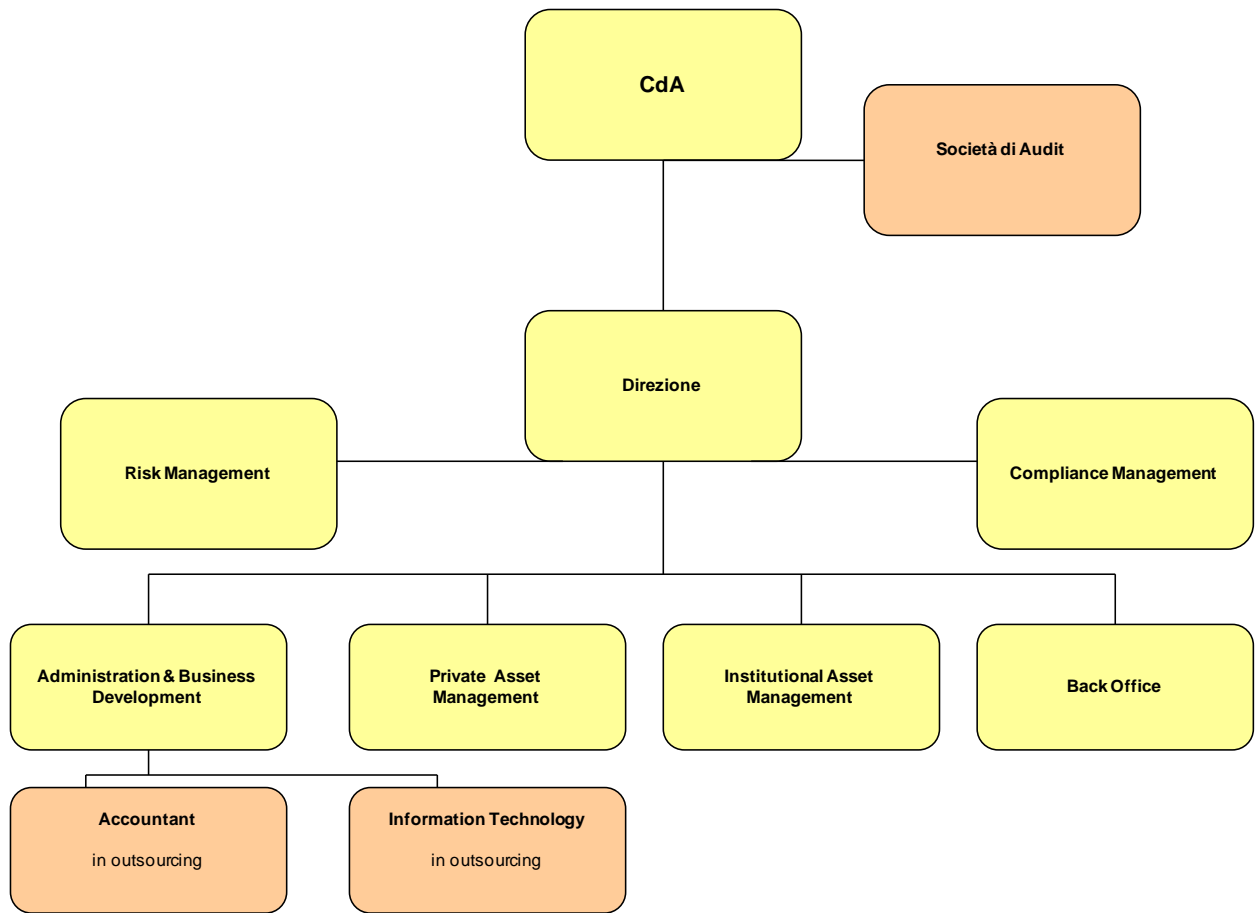 CdA
Società di Audit
Direzione
Risk Management
Compliance Management
Administration & Business
Development
Private Asset
Management
Institutional Asset
Management
Back Office
Accountant
in outsourcing
Information Technology
in outsourcing